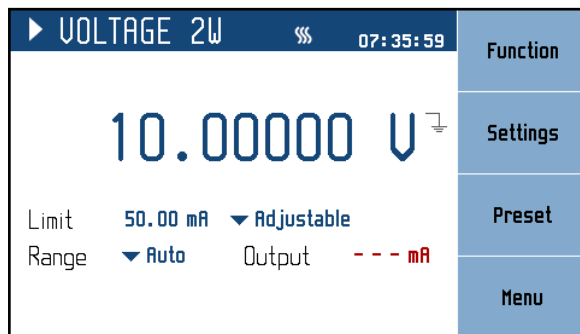 VOLTAGE 2W 07:35:59
Function
10.00000 V
Settings
Limit 50.00 mA Adjustable
Preset
Range Auto Output - - - mA
Menu